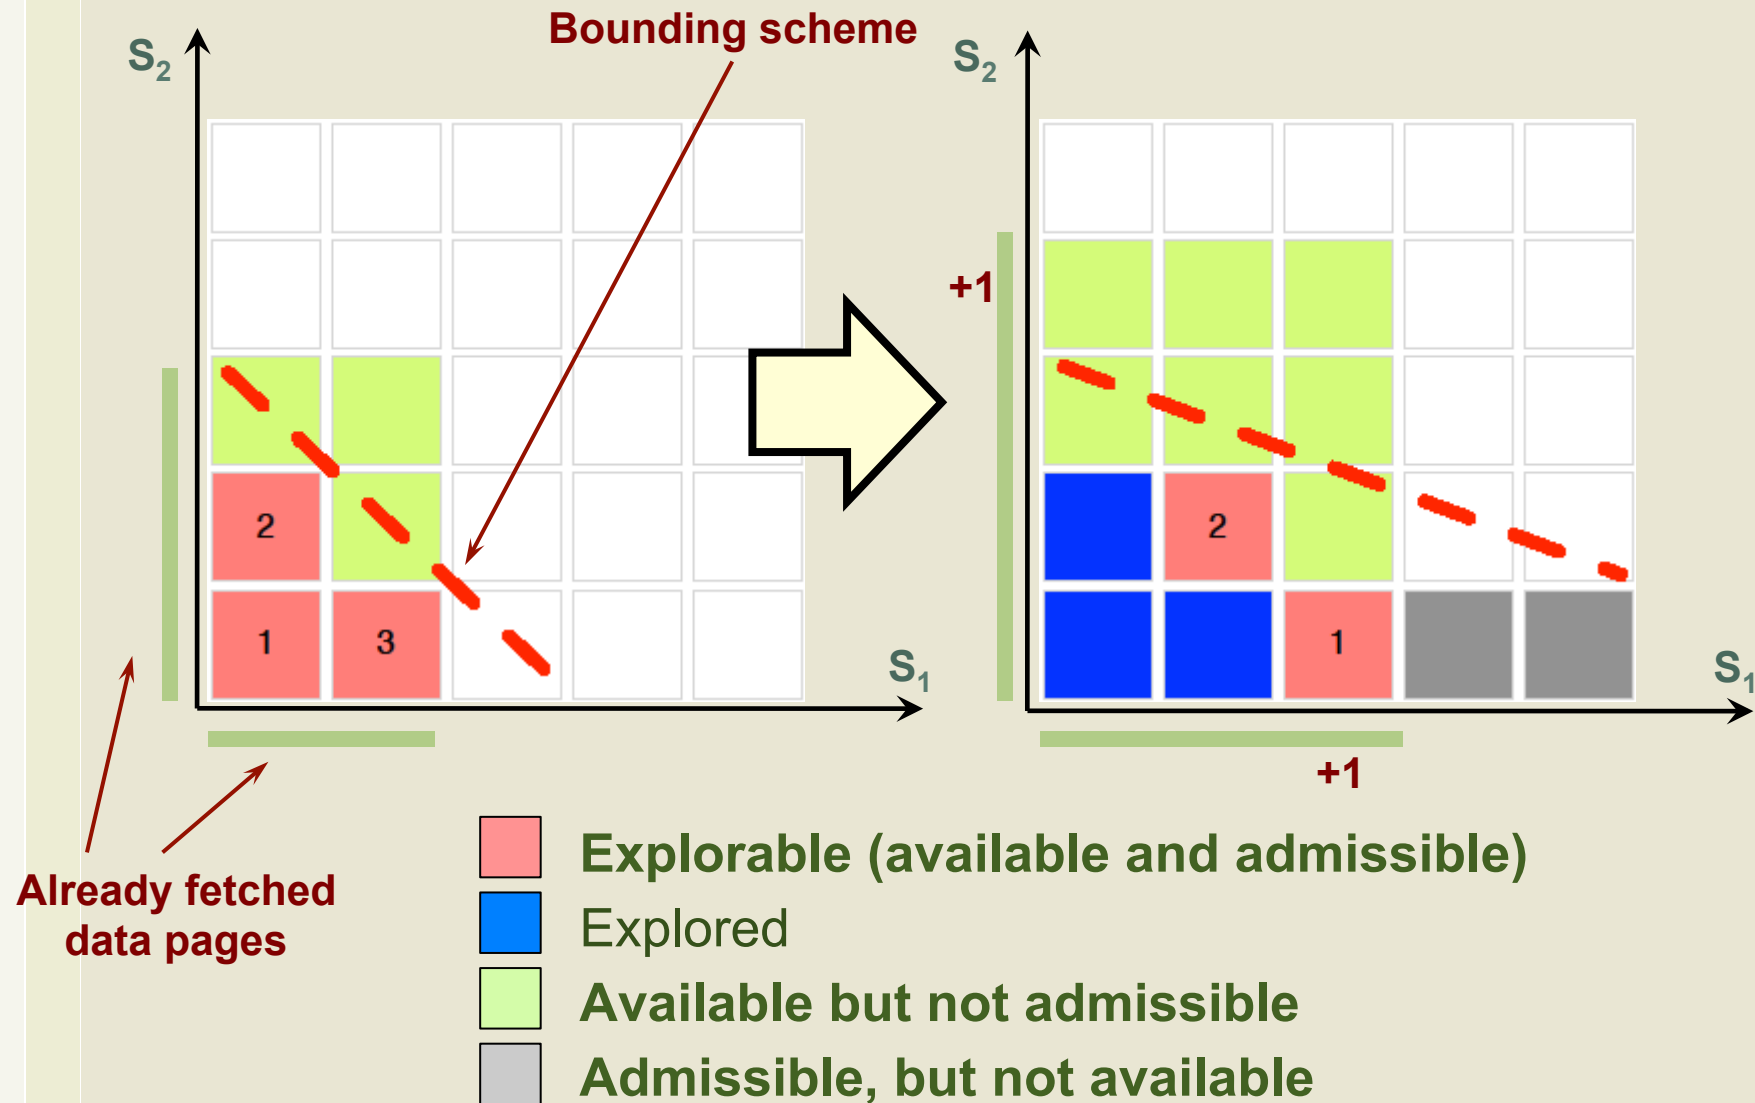 Bounding scheme
S2
S2
+1
2
1
3
S1
2
1
S1
+1
Already fetched
data pages
Explorable (available and admissible)
Explored
Available but not admissible
Admissible, but not available